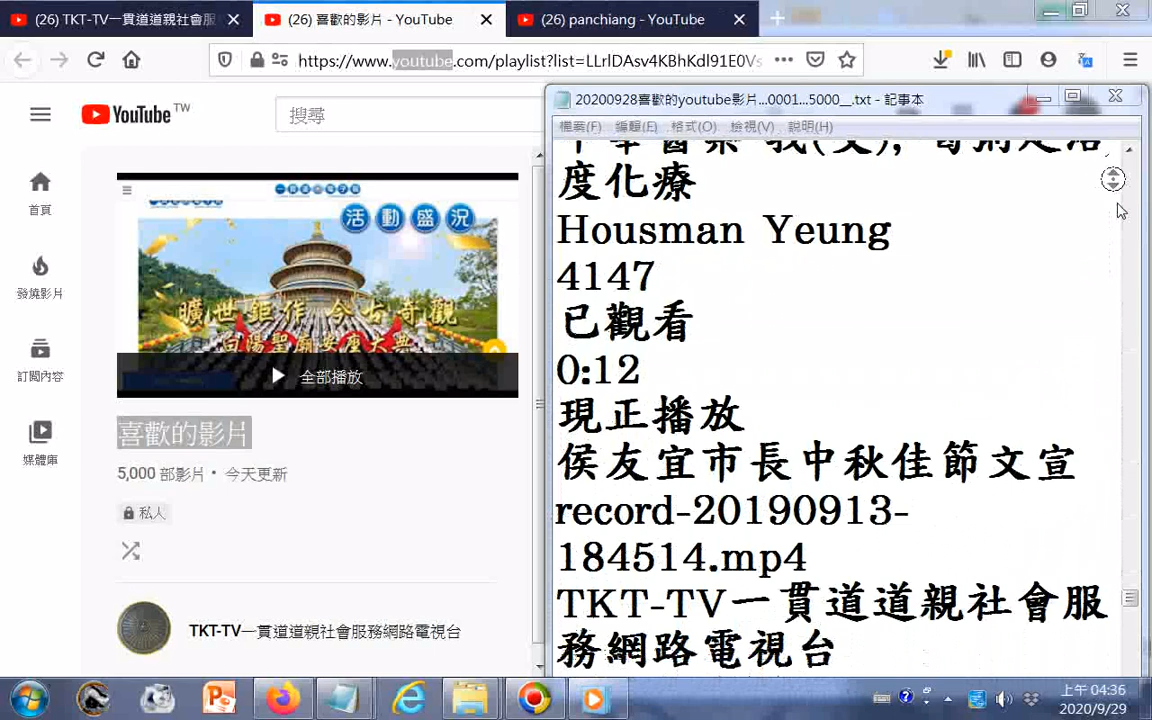 (26) TKT-TV一貫道道親社會服
(26) 喜歡的影片 - YouTube
(26) panchiang - YouTube
https://www.youtube.com/playlist?list=LLrlDAsv4KBhKdl91E0Vs
YouTube TW
搜尋
首頁
發燒影片
訂閱內容
媒體庫
活動盛況
曠世鉅作 今古奇觀
全部播放
喜歡的影片
5,000 部影片・今天更新
私人
TKT-TV一貫道道親社會服務網路電視台
20200928喜歡的youtube影片...0001...5000__.txt - 記事本
檔案(F) 編輯(E) 格式(O) 檢視(V) 說明(H)
度化療
Housman Yeung
4147
已觀看
0:12
現正播放
侯友宜市長中秋佳節文宣
record-20190913-
184514.mp4
TKT-TV一貫道道親社會服
務網路電視台
上午 04:36
2020/9/29